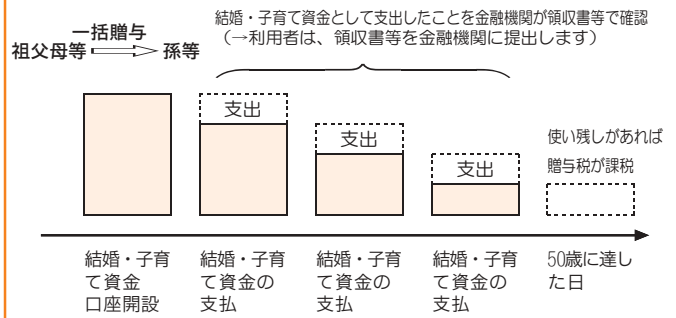 結婚・子育て資金として支出したことを金融機関が領収書等で確認
（→利用者は、領収書等を金融機関に提出します）
一括贈与
祖父母等 孫等
支出
支出
支出
使い残しがあれば
贈与税が課税
結婚・子育
て資金
口座開設
結婚・子育
て資金の
支払
結婚・子育
て資金の
支払
結婚・子育
て資金の
支払
50歳に達し
た日